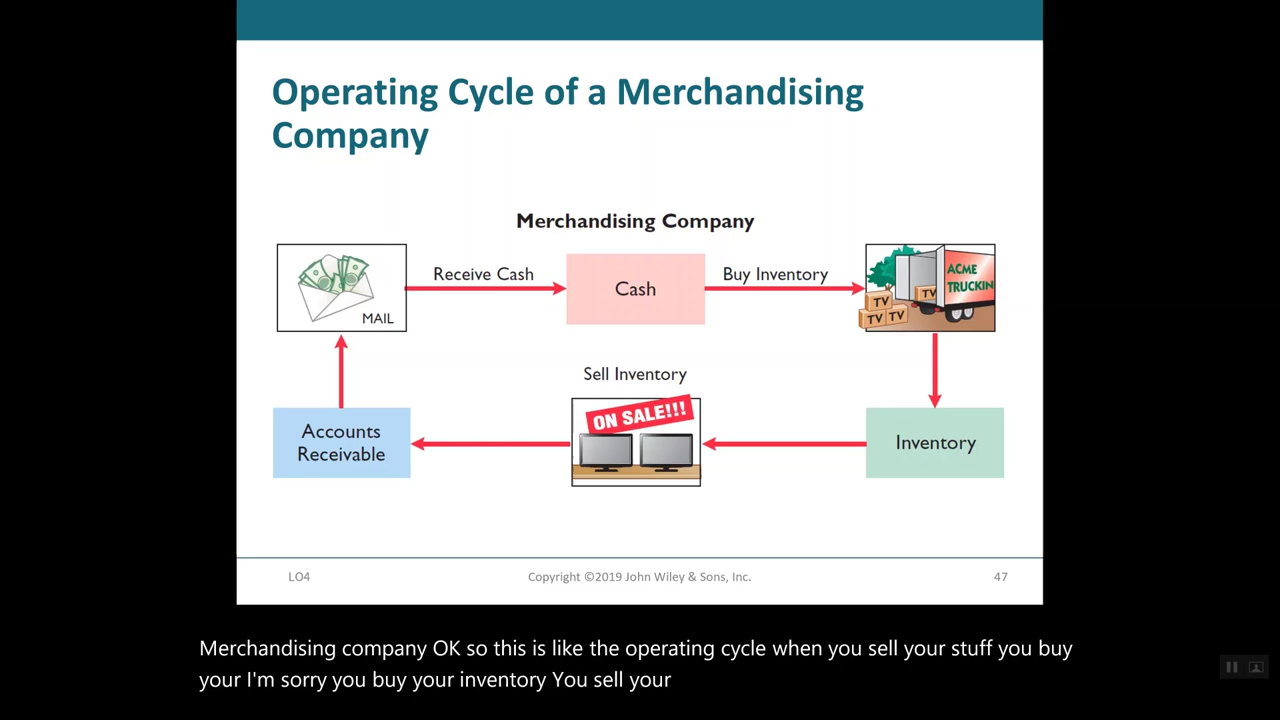 Operating Cycle of a Merchandising
Company
Merchandising Company
MAIL
Receive Cash
Cash
Buy Inventory
ACME
TRUCKIN
TV
TV
TV TV
Sell Inventory
ON SALE!!!
Accounts
Receivable
Inventory
LO4
Copyright ©2019 John Wiley & Sons, Inc.
47
Merchandising company OK so this is like the operating cycle when you sell your stuff you buy
your I'm sorry you buy your inventory You sell your